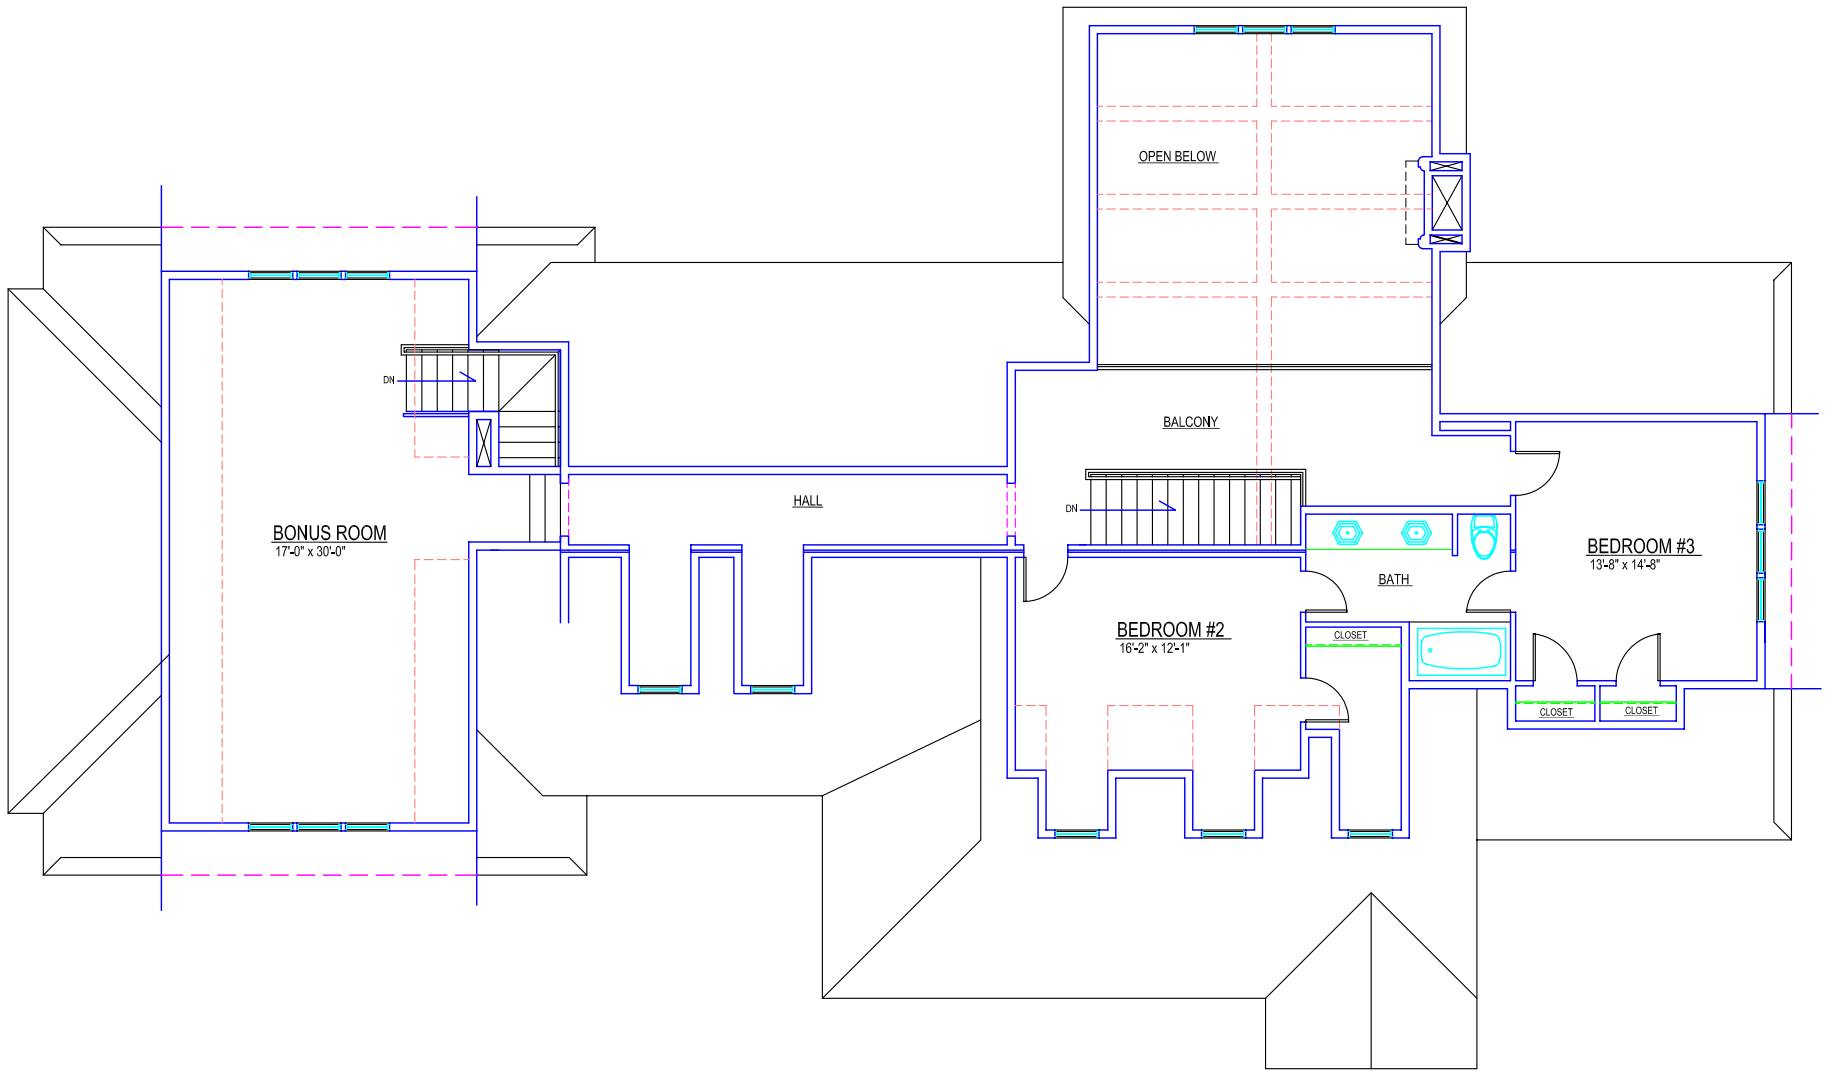 OPEN BELOW
DN
BALCONY
HALL
DN
BONUS ROOM
17'-0" x 30'-0"
BEDROOM #3
13'-8" x 14'-8"
BATH
BEDROOM #2
16'-2" x 12'-1"
CLOSET
CLOSET
CLOSET